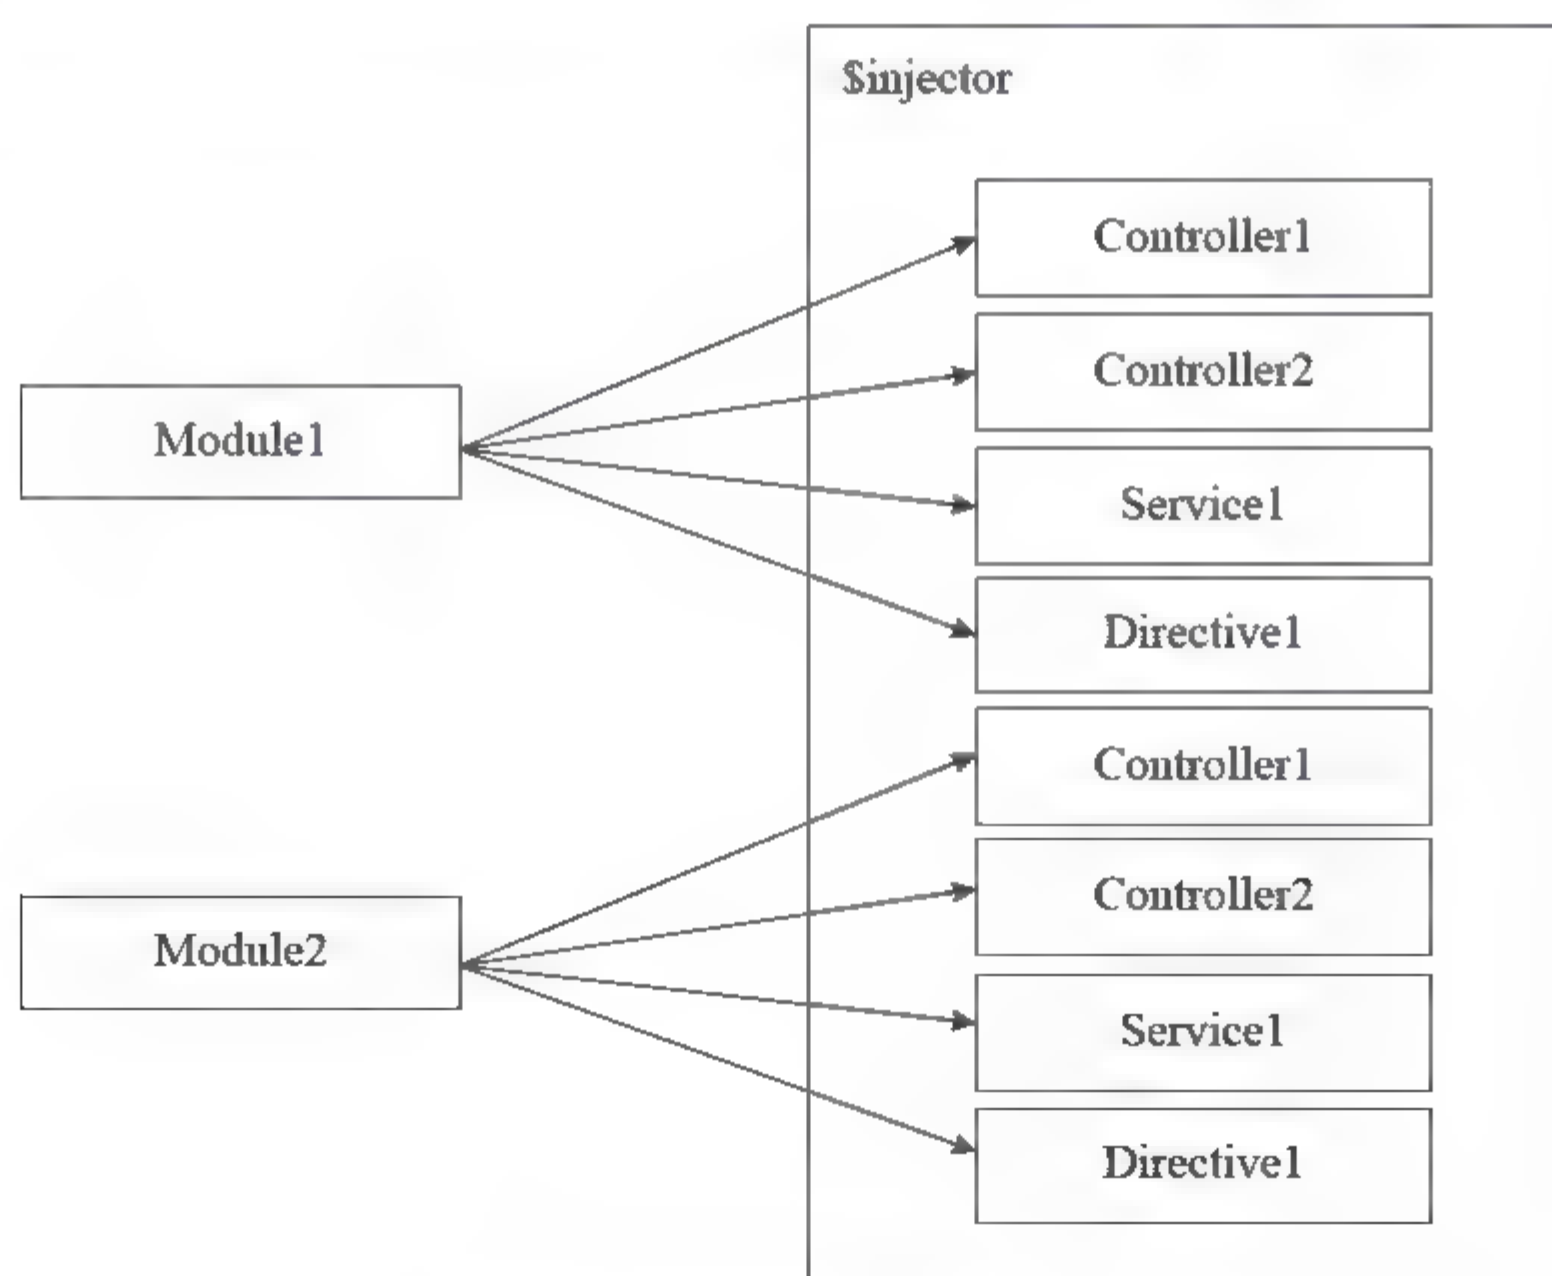 $injector
Controller1
Controller2
Module1
Service1
Directive1
Controller1
Controller2
Module2
Service1
Directive1